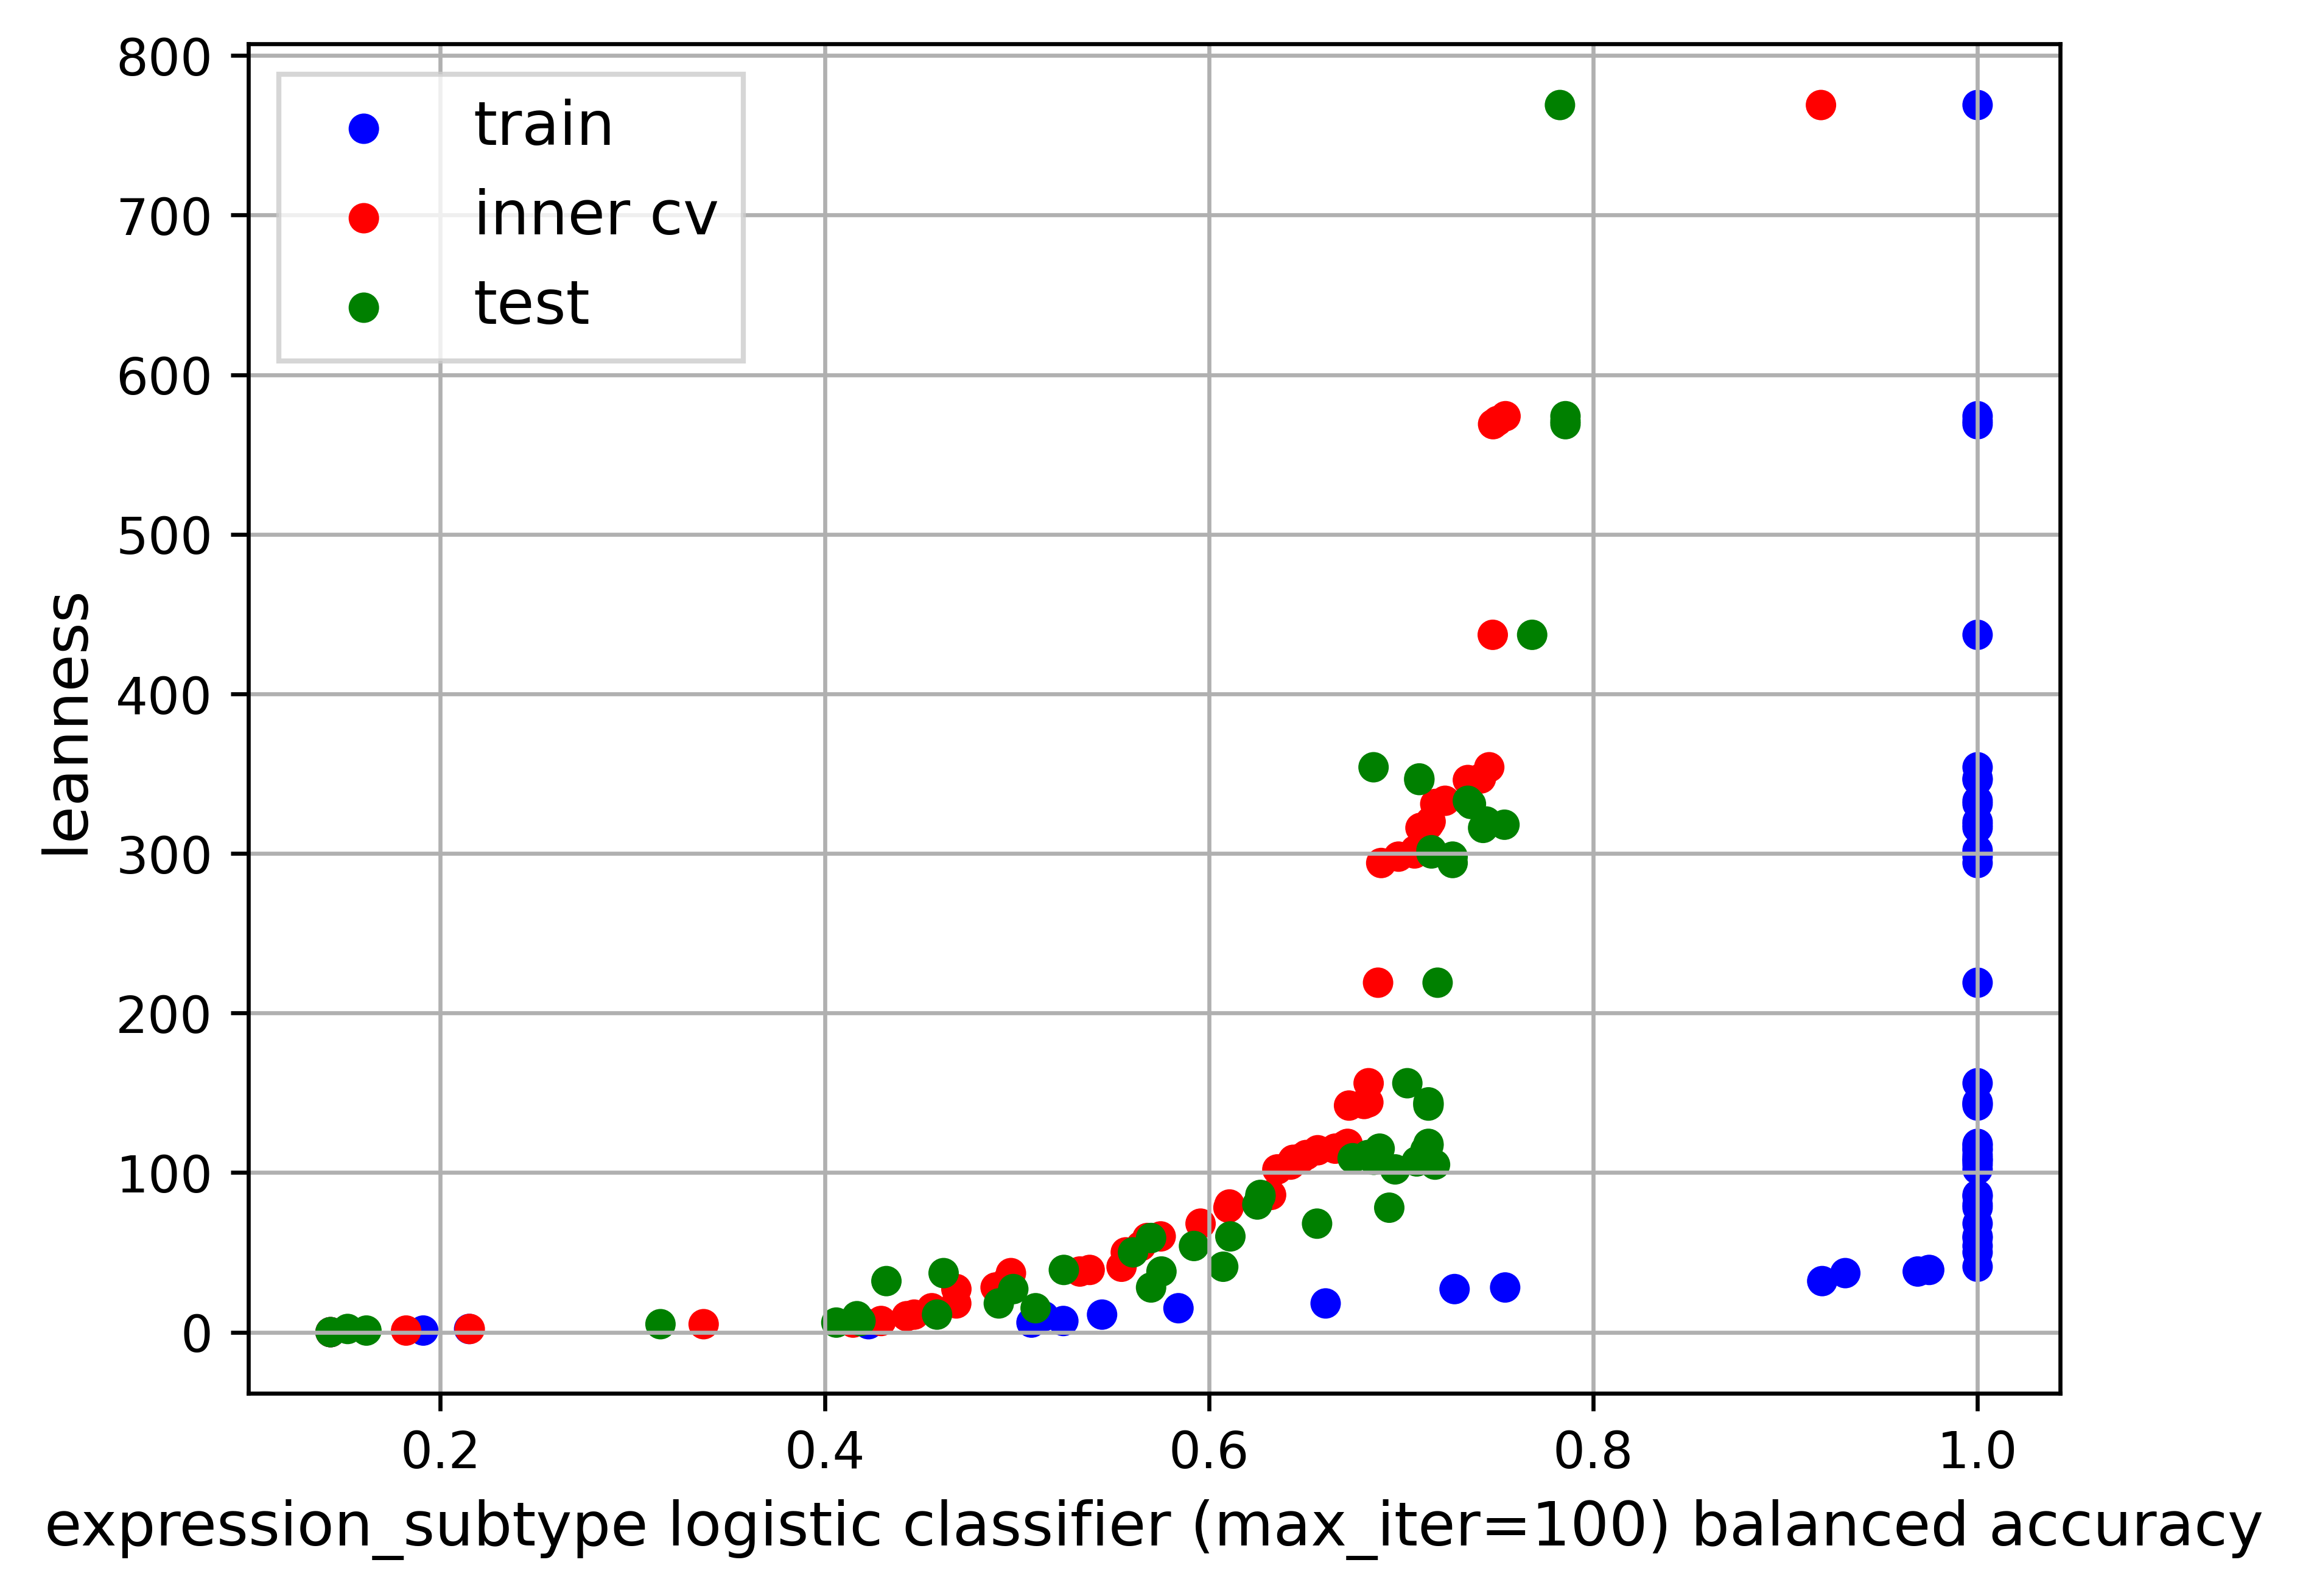 800
700
600
500
400
300
200
100
0
leanness
train
inner cv
test
0.2 0.4 0.6 0.8 1.0
expression_subtype logistic classifier (max_iter=100) balanced accuracy